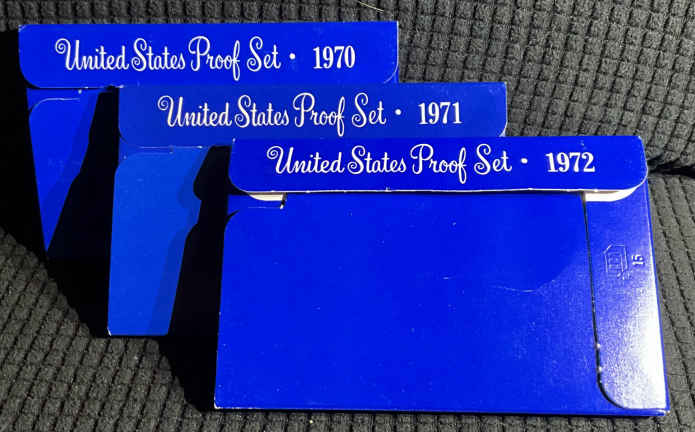 United States Proof Set • 1970
United States Proof Set • 1971
United States Proof Set • 1972
15